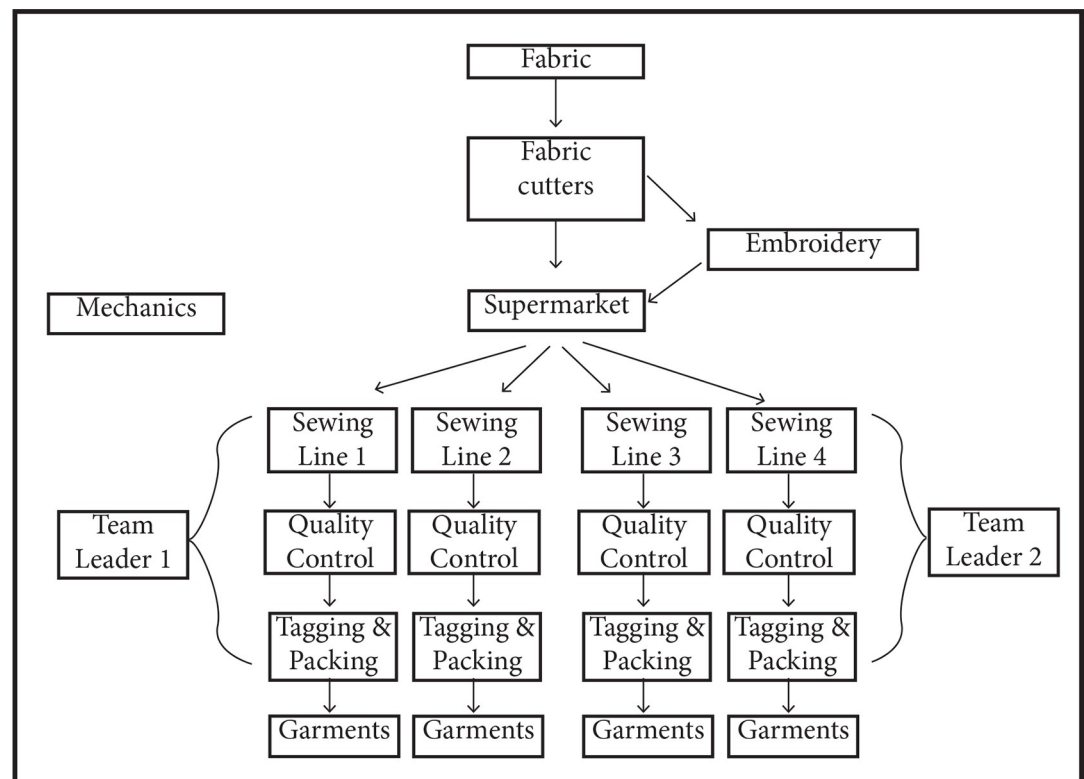 Fabric
Fabric
cutters
Embroidery
Mechanics
Supermarket
Sewing
Line 1
Sewing
Line 2
Sewing
Line 3
Sewing
Line 4
Team
Leader 1
Quality
Control
Quality
Control
Quality
Control
Quality
Control
Team
Leader 2
Tagging &
Packing
Tagging &
Packing
Tagging &
Packing
Tagging &
Packing
Garments
Garments
Garments
Garments